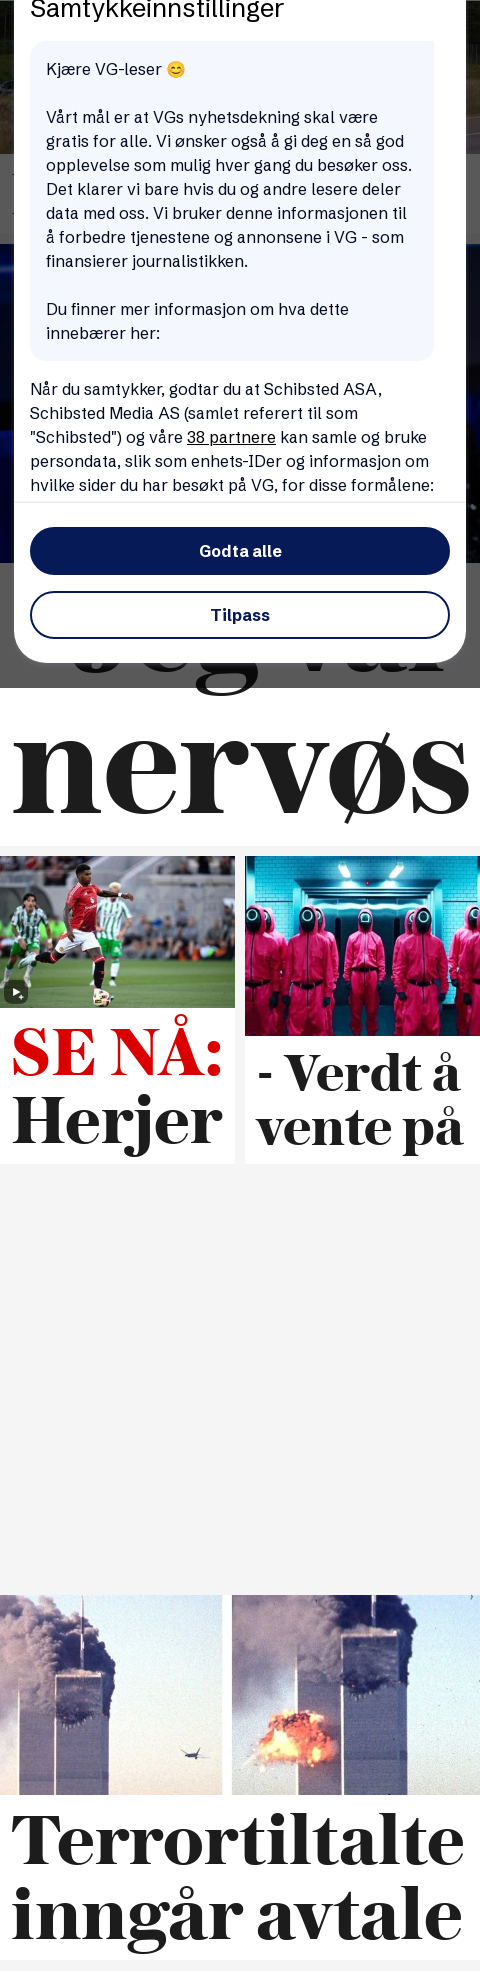 Samtykkeinnstillinger
Kjære VG-leser 😊
Vårt mål er at VGs nyhetsdekning skal være
gratis for alle. Vi ønsker også å gi deg en så god
opplevelse som mulig hver gang du besøker oss.
Det klarer vi bare hvis du og andre lesere deler
data med oss. Vi bruker denne informasjonen til
å forbedre tjenestene og annonsene i VG - som
finansierer journalistikken.
Du finner mer informasjon om hva dette
innebærer her:
Når du samtykker, godtar du at Schibsted ASA,
Schibsted Media AS (samlet referert til som
"Schibsted") og våre 38 partnere kan samle og bruke
persondata, slik som enhets-IDer og informasjon om
hvilke sider du har besøkt på VG, for disse formålene:
Godta alle
Tilpass
nervøs
SE NÅ:
Herjer
- Verdt å
vente på
Terrortiltalte
inngår avtale